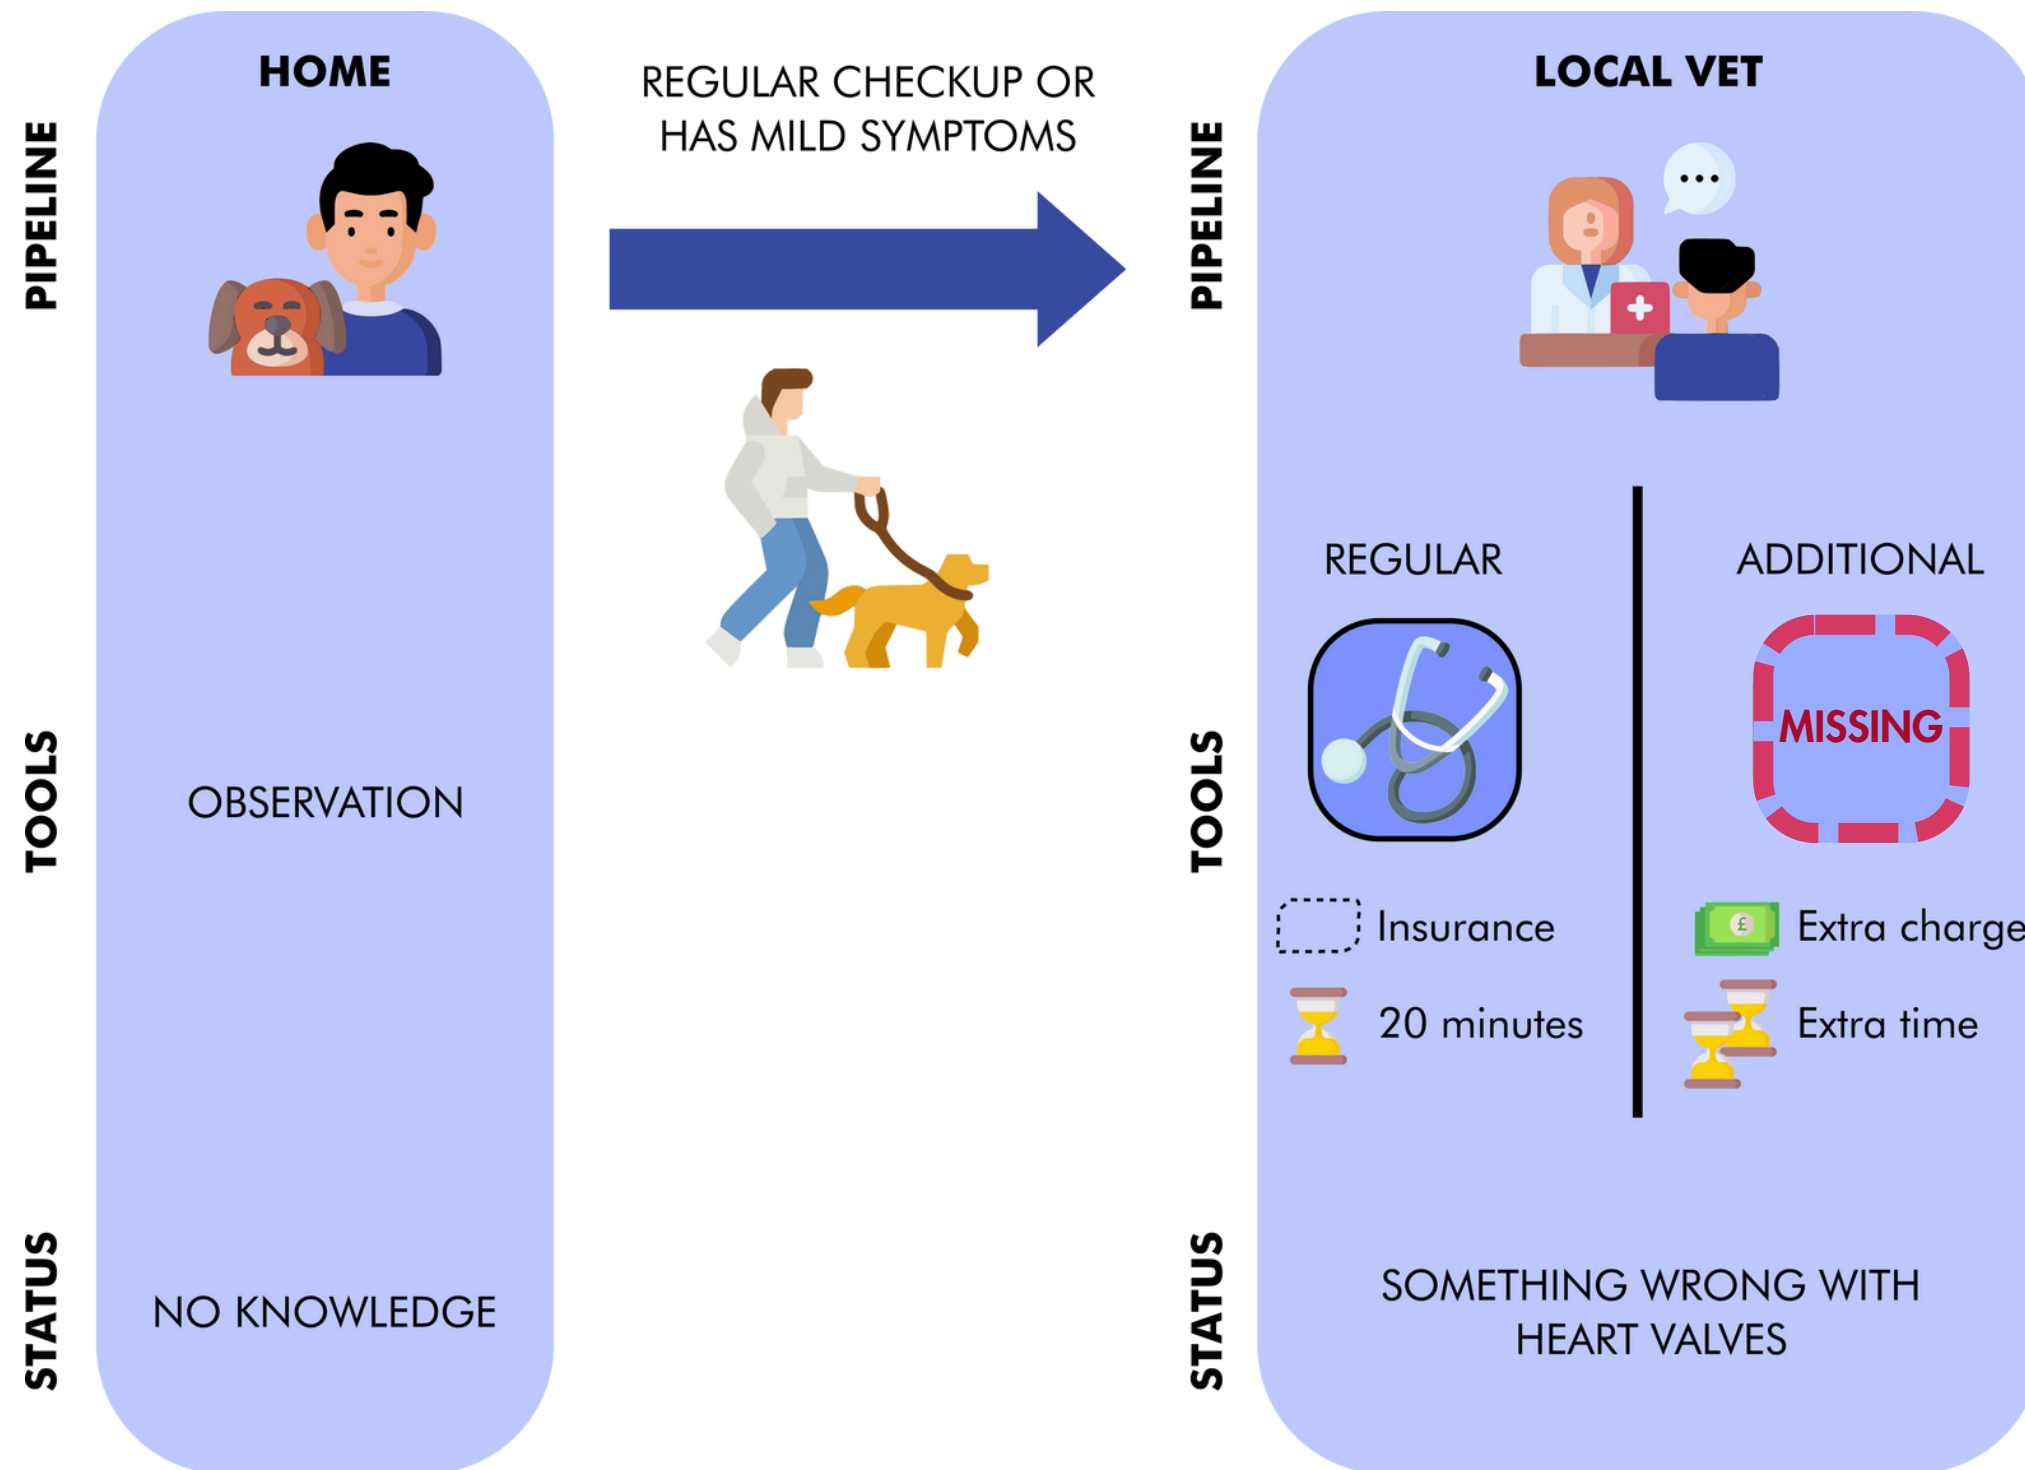 PIPELINE
TOOLS
STATUS
HOME
OBSERVATION
NO KNOWLEDGE
REGULAR CHECKUP OR
HAS MILD SYMPTOMS
PIPELINE
TOOLS
STATUS
LOCAL VET
REGULAR
Insurance
20 minutes
ADDITIONAL
MISSING
£
Extra charge
Extra time
SOMETHING WRONG WITH
HEART VALVES